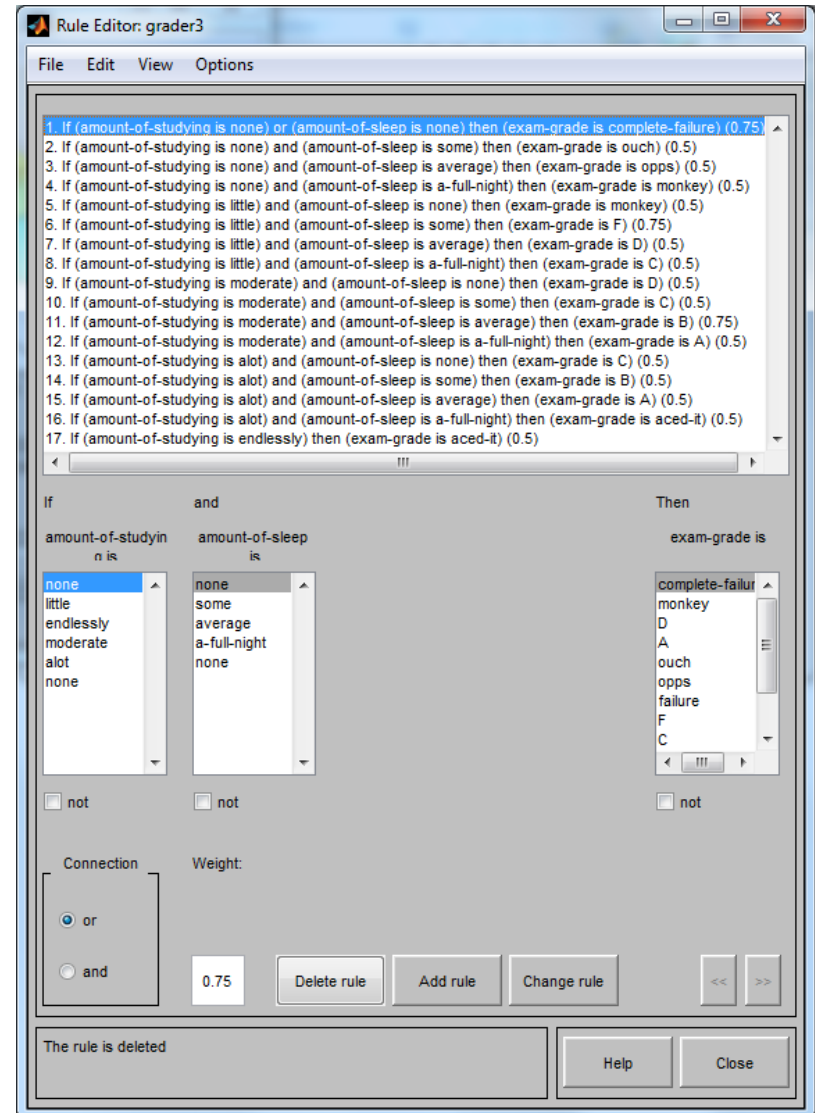 Rule Editor: grader3
File Edit View Options
1. If (amount-of-studying is none) or (amount-of-sleep is none) then (exam-grade is complete-failure) (0.75)
2. If (amount-of-studying is none) and (amount-of-sleep is some) then (exam-grade is ouch) (0.5)
3. If (amount-of-studying is none) and (amount-of-sleep is average) then (exam-grade is opps) (0.5)
4. If (amount-of-studying is none) and (amount-of-sleep is a-full-night) then (exam-grade is monkey) (0.5)
5. If (amount-of-studying is little) and (amount-of-sleep is none) then (exam-grade is monkey) (0.5)
6. If (amount-of-studying is little) and (amount-of-sleep is some) then (exam-grade is F) (0.75)
7. If (amount-of-studying is little) and (amount-of-sleep is average) then (exam-grade is D) (0.5)
8. If (amount-of-studying is little) and (amount-of-sleep is a-full-night) then (exam-grade is C) (0.5)
9. If (amount-of-studying is moderate) and (amount-of-sleep is none) then (exam-grade is D) (0.5)
10. If (amount-of-studying is moderate) and (amount-of-sleep is some) then (exam-grade is C) (0.5)
11. If (amount-of-studying is moderate) and (amount-of-sleep is average) then (exam-grade is B) (0.75)
12. If (amount-of-studying is moderate) and (amount-of-sleep is a-full-night) then (exam-grade is A) (0.5)
13. If (amount-of-studying is alot) and (amount-of-sleep is none) then (exam-grade is C) (0.5)
14. If (amount-of-studying is alot) and (amount-of-sleep is some) then (exam-grade is B) (0.5)
15. If (amount-of-studying is alot) and (amount-of-sleep is average) then (exam-grade is A) (0.5)
16. If (amount-of-studying is alot) and (amount-of-sleep is a-full-night) then (exam-grade is aced-it) (0.5)
17. If (amount-of-studying is endlessly) then (exam-grade is aced-it) (0.5)
If
amount-of-studyin
g is
none
little
endlessly
moderate
alot
none
not
and
amount-of-sleep
is
none
some
average
a-full-night
none
not
Then
exam-grade is
complete-failur
monkey
D
A
ouch
opps
failure
F
C
not
Connection
or
and
Weight:
0.75
Delete rule
Add rule
Change rule
<<
>>
The rule is deleted
Help
Close